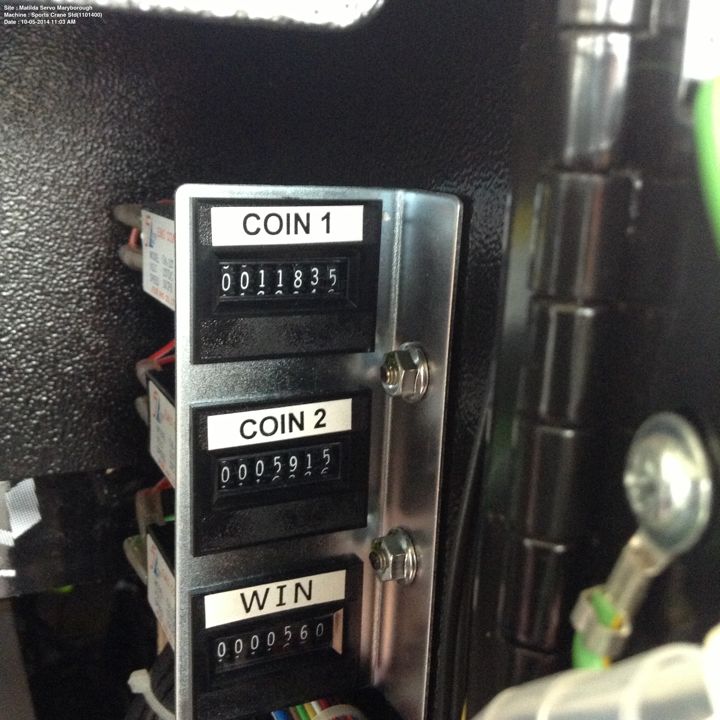 Site : Matilda Servo Maryborough
Machine : Sports Crane Std(1101400)
Date : 10-05-2014 11:03 AM
COIN 1
0011835
COIN 2
0005915
WIN
0000560